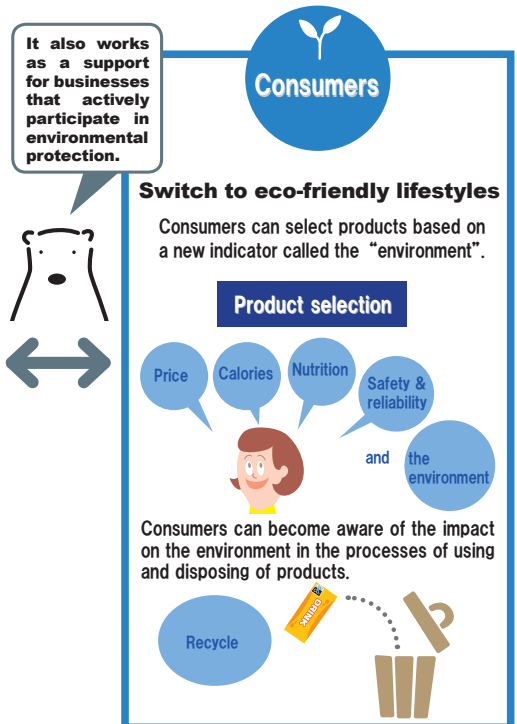 It also works
as a support
for businesses
that actively
participate in
environmental
protection.
Consumers
Switch to eco-friendly lifestyles
Consumers can select products based on
a new indicator called the “environment”.
Product selection
Price
Calories
Nutrition
Safety &
reliability
and
the
environment
Consumers can become aware of the impact
on the environment in the processes of using
and disposing of products.
DRINK
Recycle